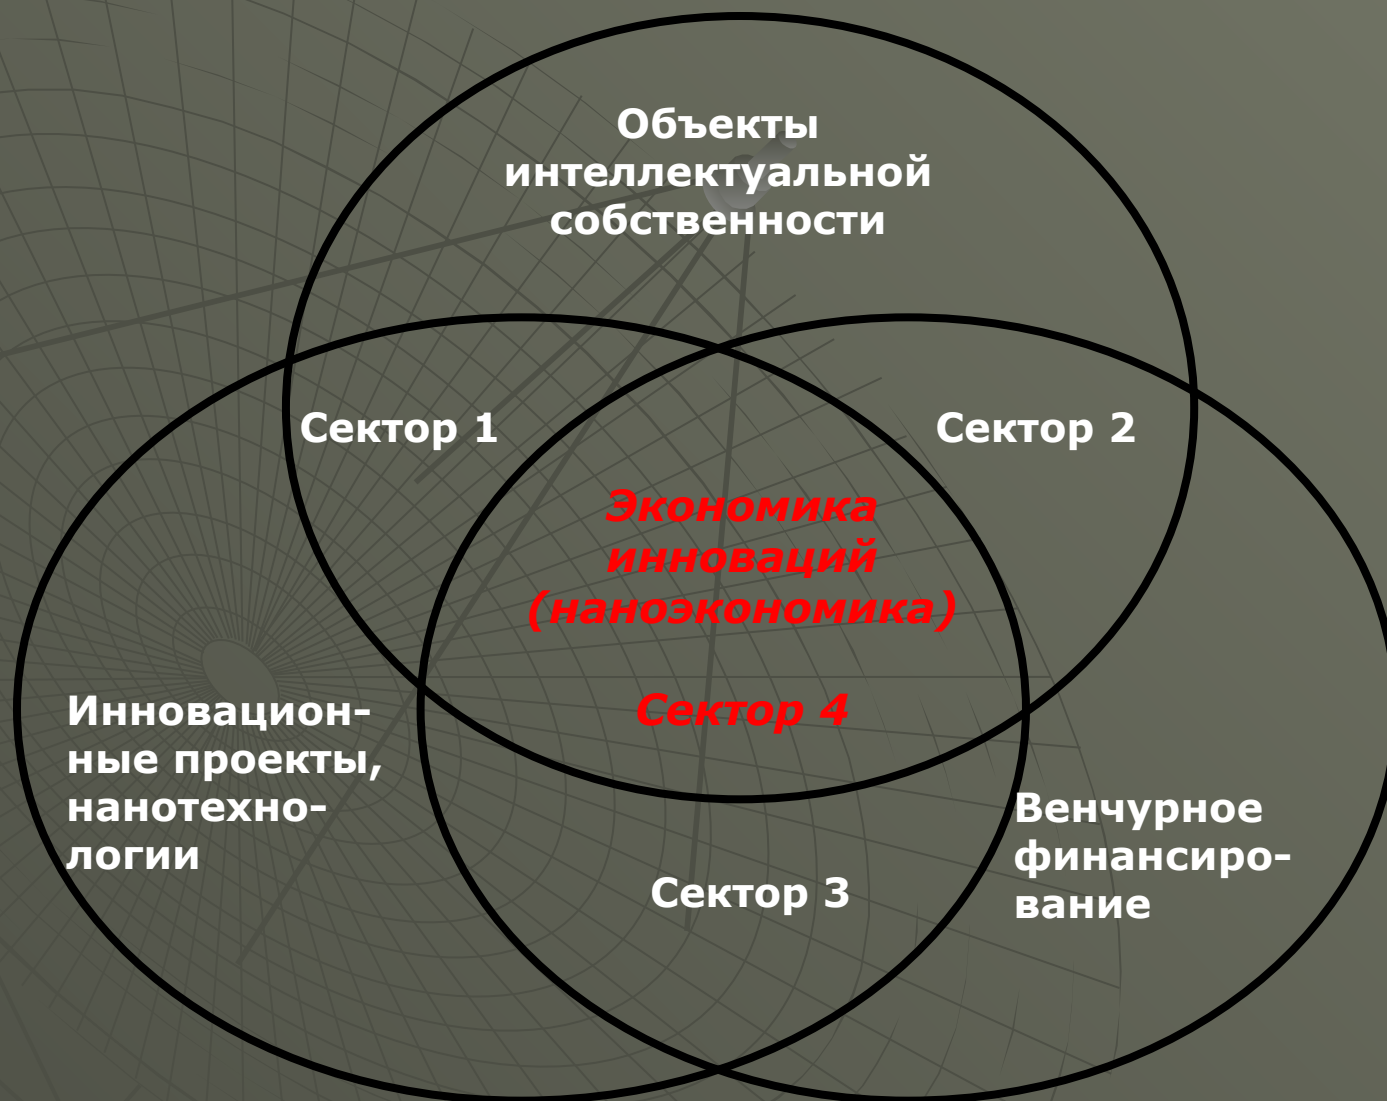 Объекты
интеллектуальной
собственности
Сектор 1
Сектор 2
Экономика
инноваций
(наноэкономика)
Сектор 4
Инновацион-
ные проекты,
нанотехно-
логии
Венчурное
финансиро-
вание
Сектор 3